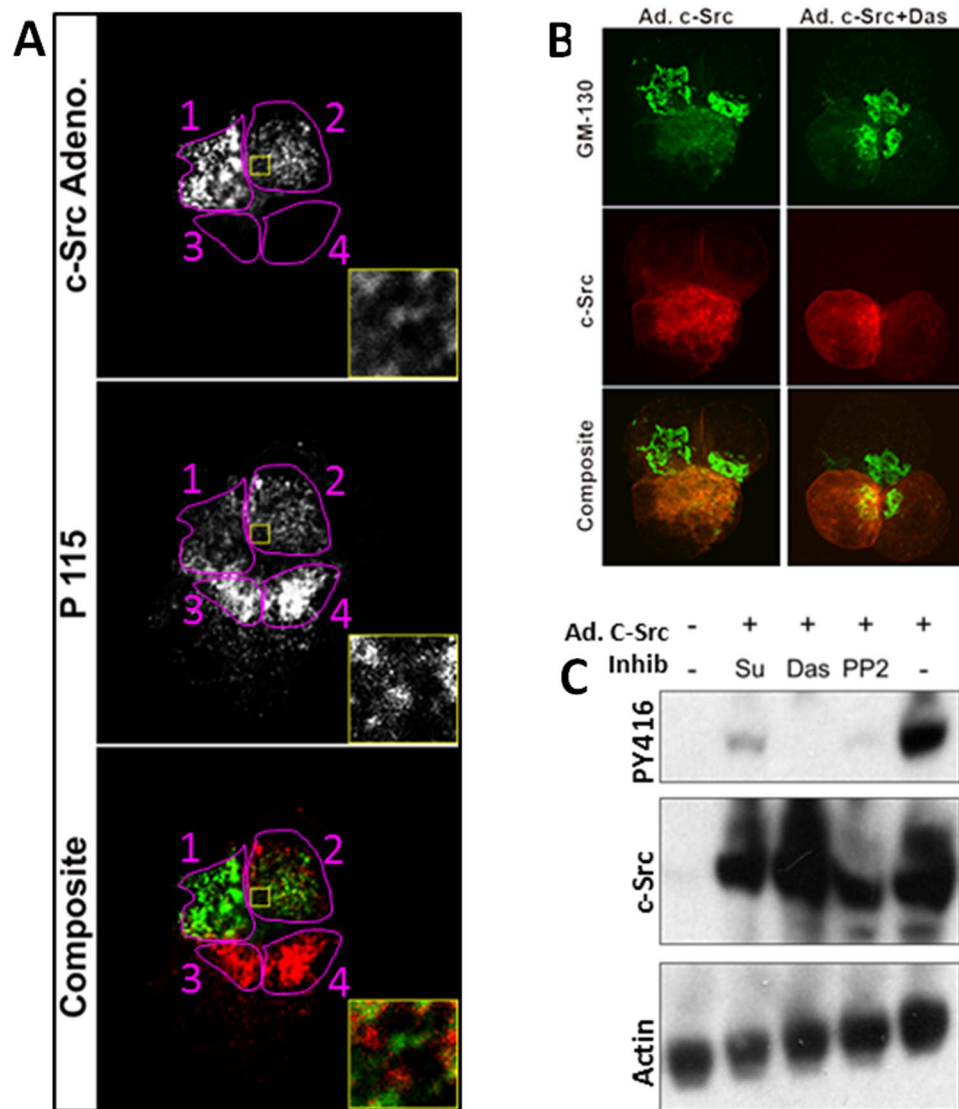 A
c-Src Adeno.
1
2
3
4
P 115
1
2
3
4
Composite
1
2
3
4
B
Ad. c-Src
Ad. c-Src+Das
GM-130
c-Src
Composite
C
Ad. C-Src - + + + +
Inhib - Su Das PP2 -
PY416
c-Src
Actin